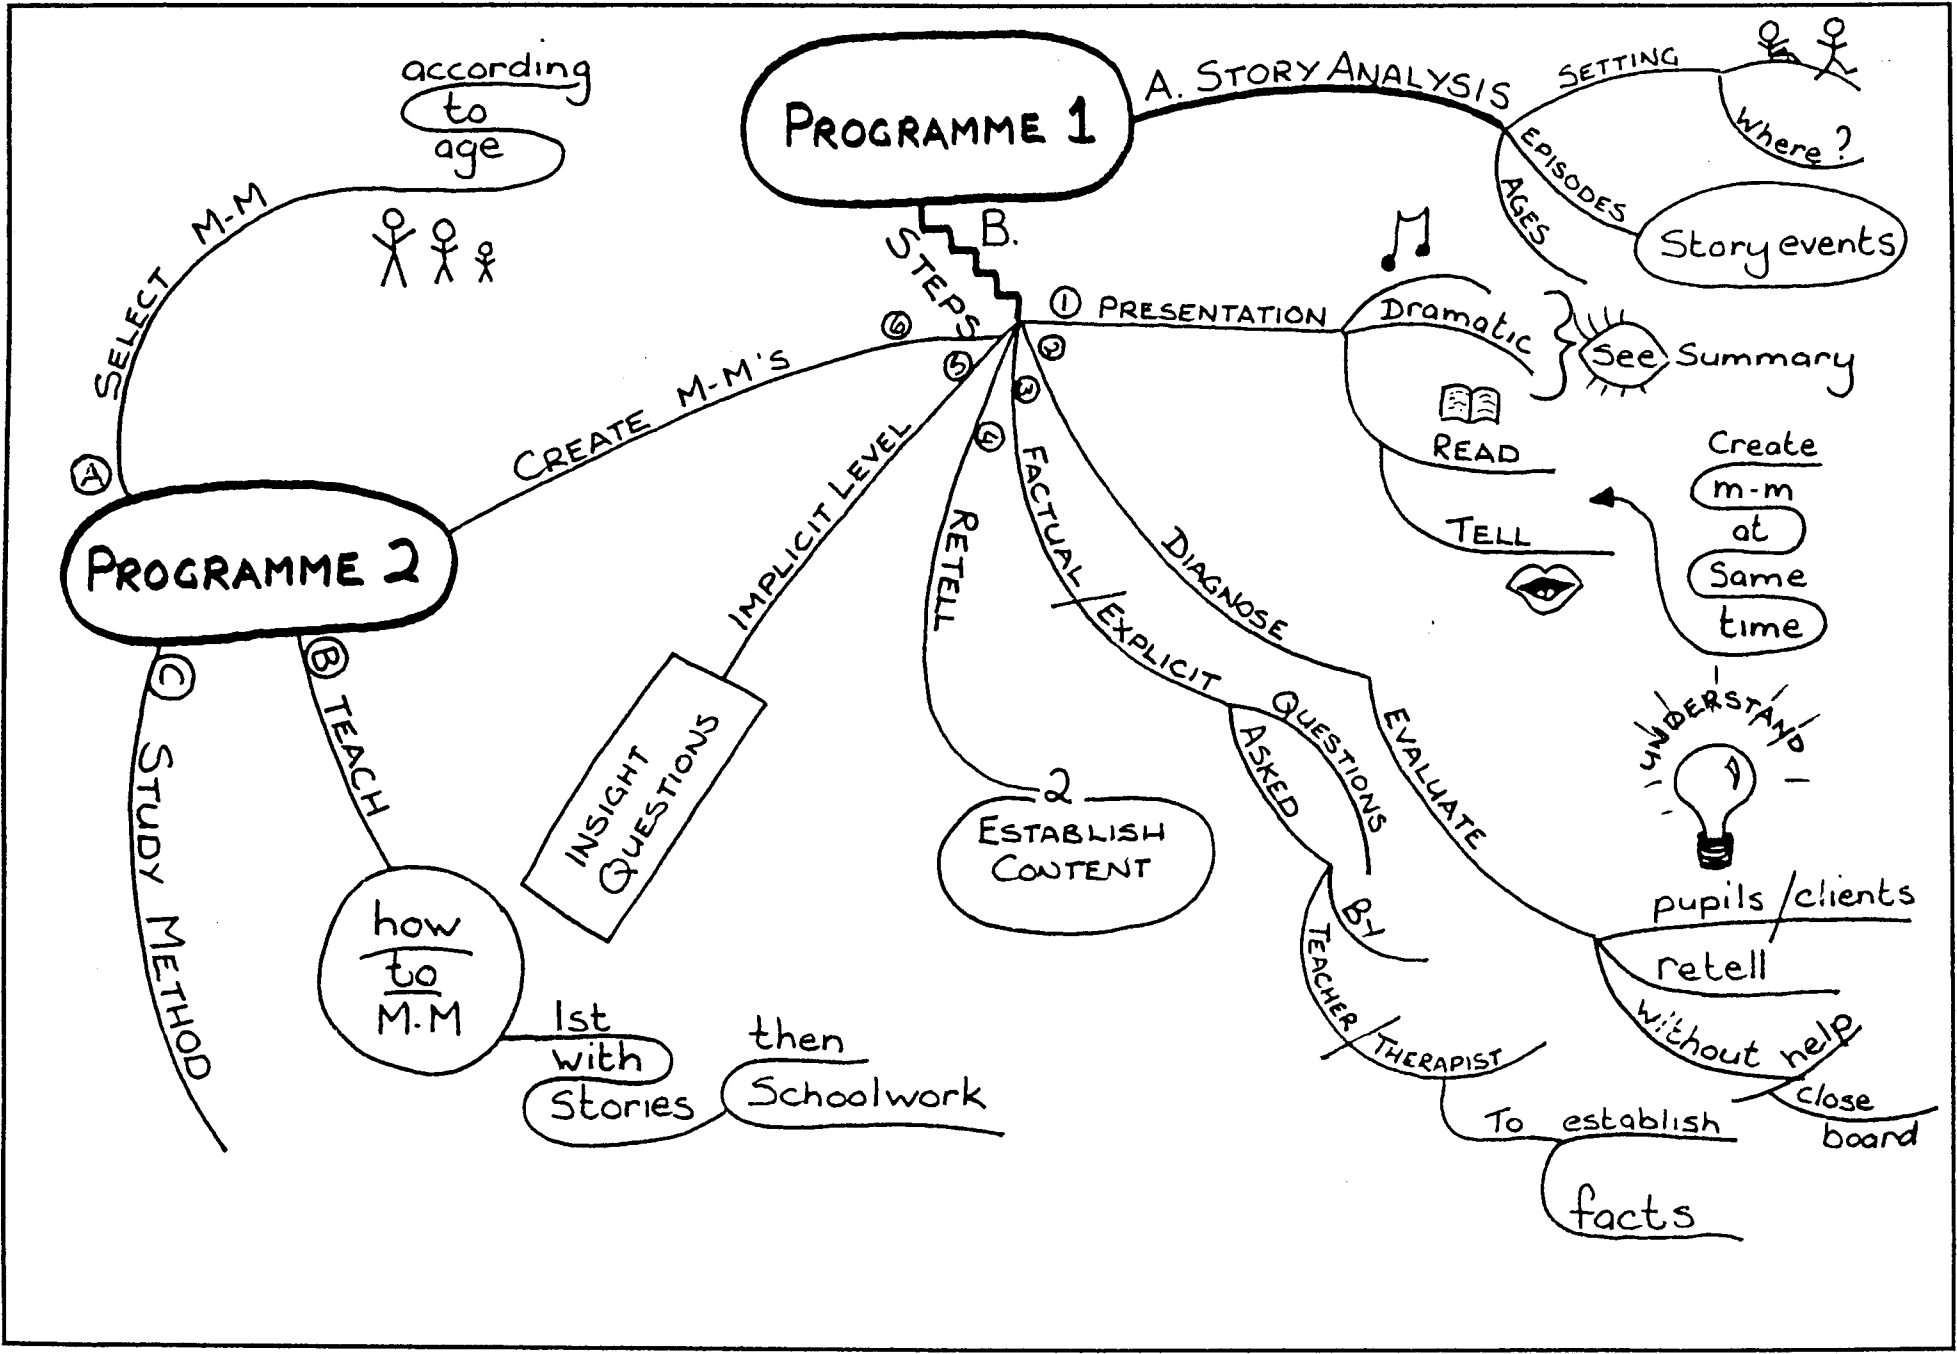 PROGRAMME 1
A. STORY ANALYSIS
SETTING
Where?
EPISODES
Story events
AGES
B.
STEPS
1 PRESENTATION
Dramatic
See Summary
READ
TELL
Create
m-m
at
Same
time
2
DIAGNOSE
EVALUATE
UNDERSTAND
pupils/clients
retell
without help
close
board
3
FACTUAL/EXPLICIT
QUESTIONS
ASKED
BY
TEACHER/THERAPIST
To establish
facts
4
RETELL
2
ESTABLISH
CONTENT
5
IMPLICIT LEVEL
INSIGHT
QUESTIONS
6
CREATE M-M'S
PROGRAMME 2
A
SELECT M-M
according
to
age
B TEACH
how
to
M.M
1st
with
Stories
then
Schoolwork
C STUDY METHOD